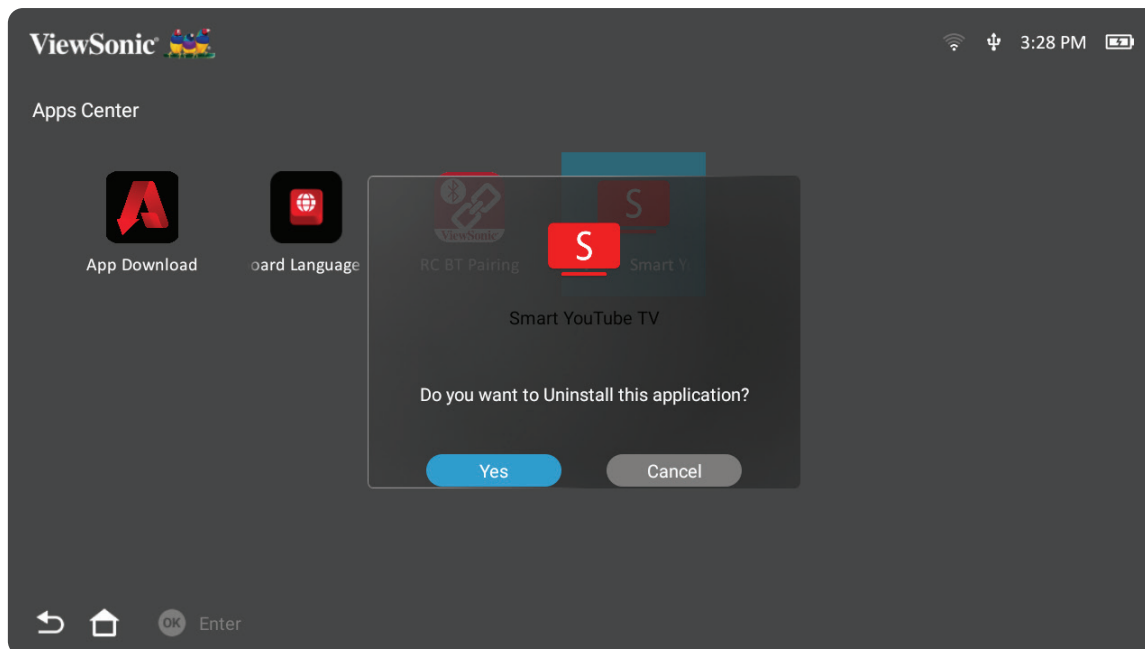 ViewSonic
3:28 PM
Apps Center
App Download
oard Language
ViewSonic
RC BT Pairing
S
Smart Y
S
Smart YouTube TV
Do you want to Uninstall this application?
Yes
Cancel
OK
Enter